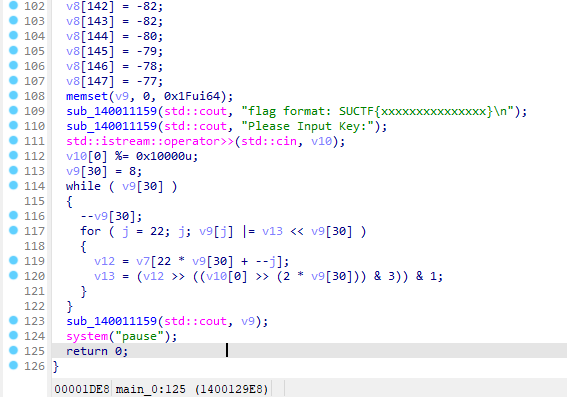 102 v8[142] = -82;
103 v8[143] = -82;
104 v8[144] = -80;
105 v8[145] = -79;
106 v8[146] = -78;
107 v8[147] = -77;
108 memset(v9, 0, 0x1Fui64);
109 sub_140011159(std::cout, "flag format: SUCTF{xxxxxxxxxxxxxxx}\n");
110 sub_140011159(std::cout, "Please Input Key:");
111 std::istream::operator>>(std::cin, v10);
112 v10[0] %= 0x10000u;
113 v9[30] = 8;
114 while ( v9[30] )
115 {
116 --v9[30];
117 for ( j = 22; j; v9[j] |= v13 << v9[30] )
118 {
119 v12 = v7[22 * v9[30] + --j];
120 v13 = (v12 >> ((v10[0] >> (2 * v9[30])) & 3)) & 1;
121 }
122 }
123 sub_140011159(std::cout, v9);
124 system("pause");
125 return 0;
126 }
00001DE8 main_0:125 (1400129E8)